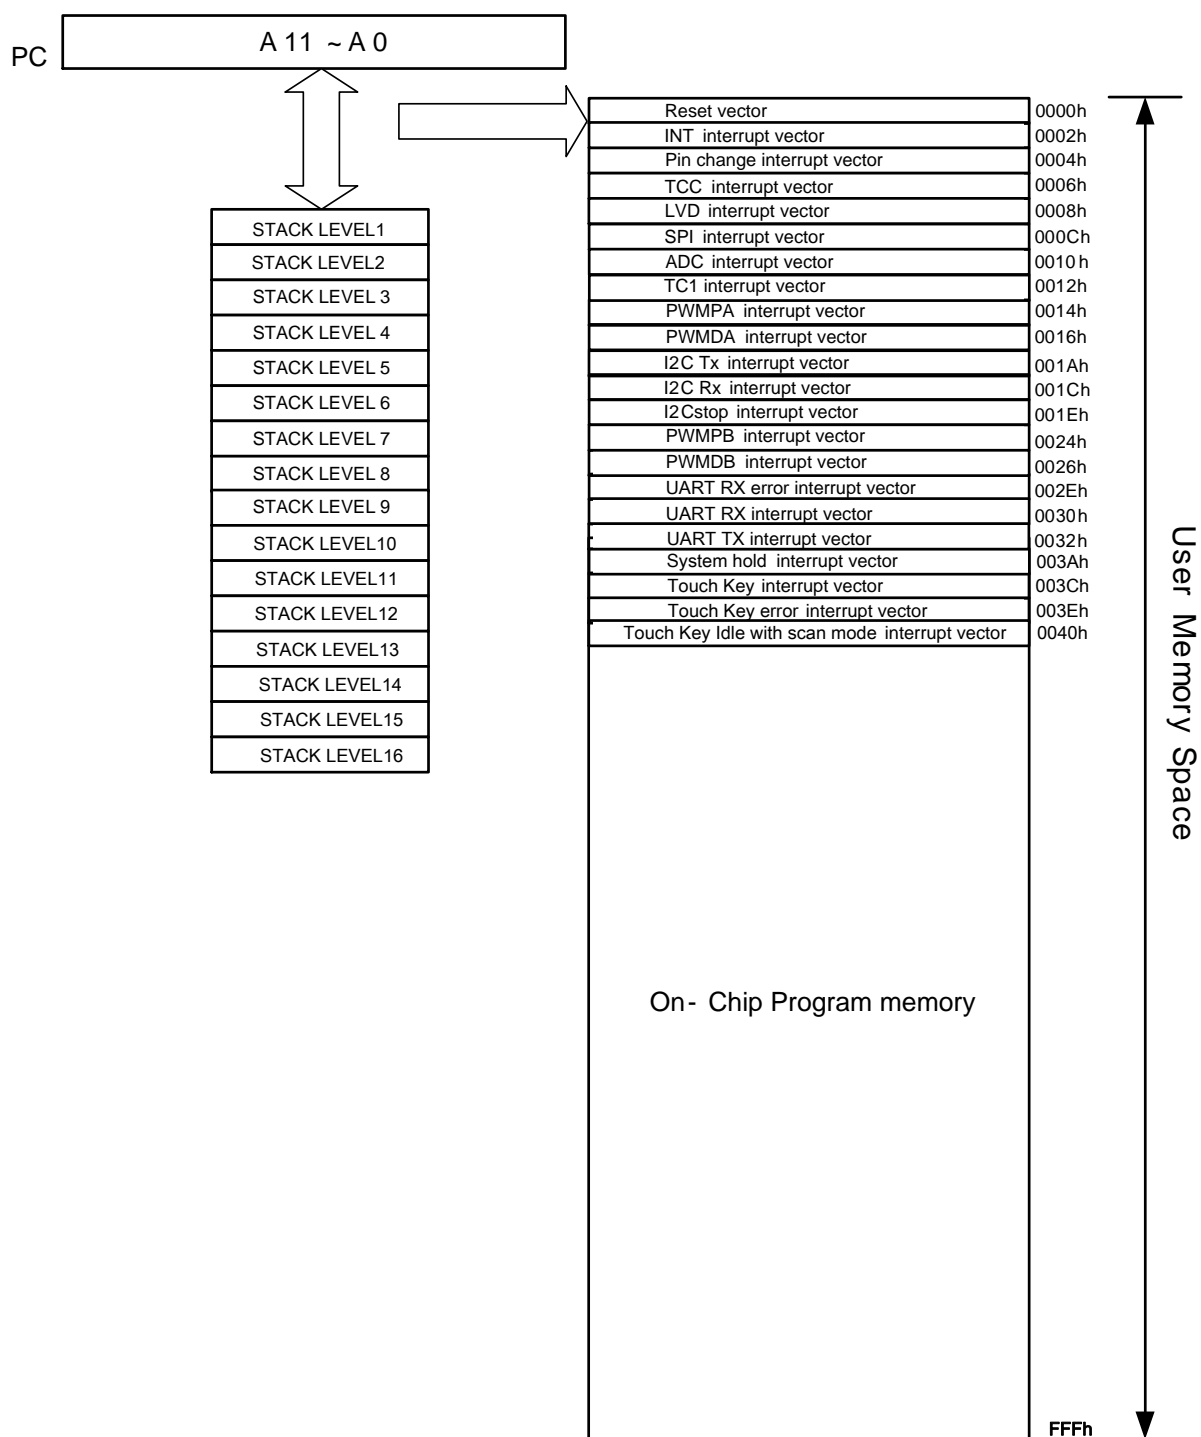 PC
A 11 ~ A 0
STACK LEVEL1
STACK LEVEL2
STACK LEVEL 3
STACK LEVEL 4
STACK LEVEL 5
STACK LEVEL 6
STACK LEVEL 7
STACK LEVEL 8
STACK LEVEL 9
STACK LEVEL10
STACK LEVEL11
STACK LEVEL12
STACK LEVEL13
STACK LEVEL14
STACK LEVEL15
STACK LEVEL16
Reset vector 0000h
INT interrupt vector 0002h
Pin change interrupt vector 0004h
TCC interrupt vector 0006h
LVD interrupt vector 0008h
SPI interrupt vector 000Ch
ADC interrupt vector 0010h
TC1 interrupt vector 0012h
PWMPA interrupt vector 0014h
PWMDA interrupt vector 0016h
I2C Tx interrupt vector 001Ah
I2C Rx interrupt vector 001Ch
I2Cstop interrupt vector 001Eh
PWMPB interrupt vector 0024h
PWMDB interrupt vector 0026h
UART RX error interrupt vector 002Eh
UART RX interrupt vector 0030h
UART TX interrupt vector 0032h
System hold interrupt vector 003Ah
Touch Key interrupt vector 003Ch
Touch Key error interrupt vector 003Eh
Touch Key Idle with scan mode interrupt vector 0040h
On- Chip Program memory
FFFh
User Memory Space